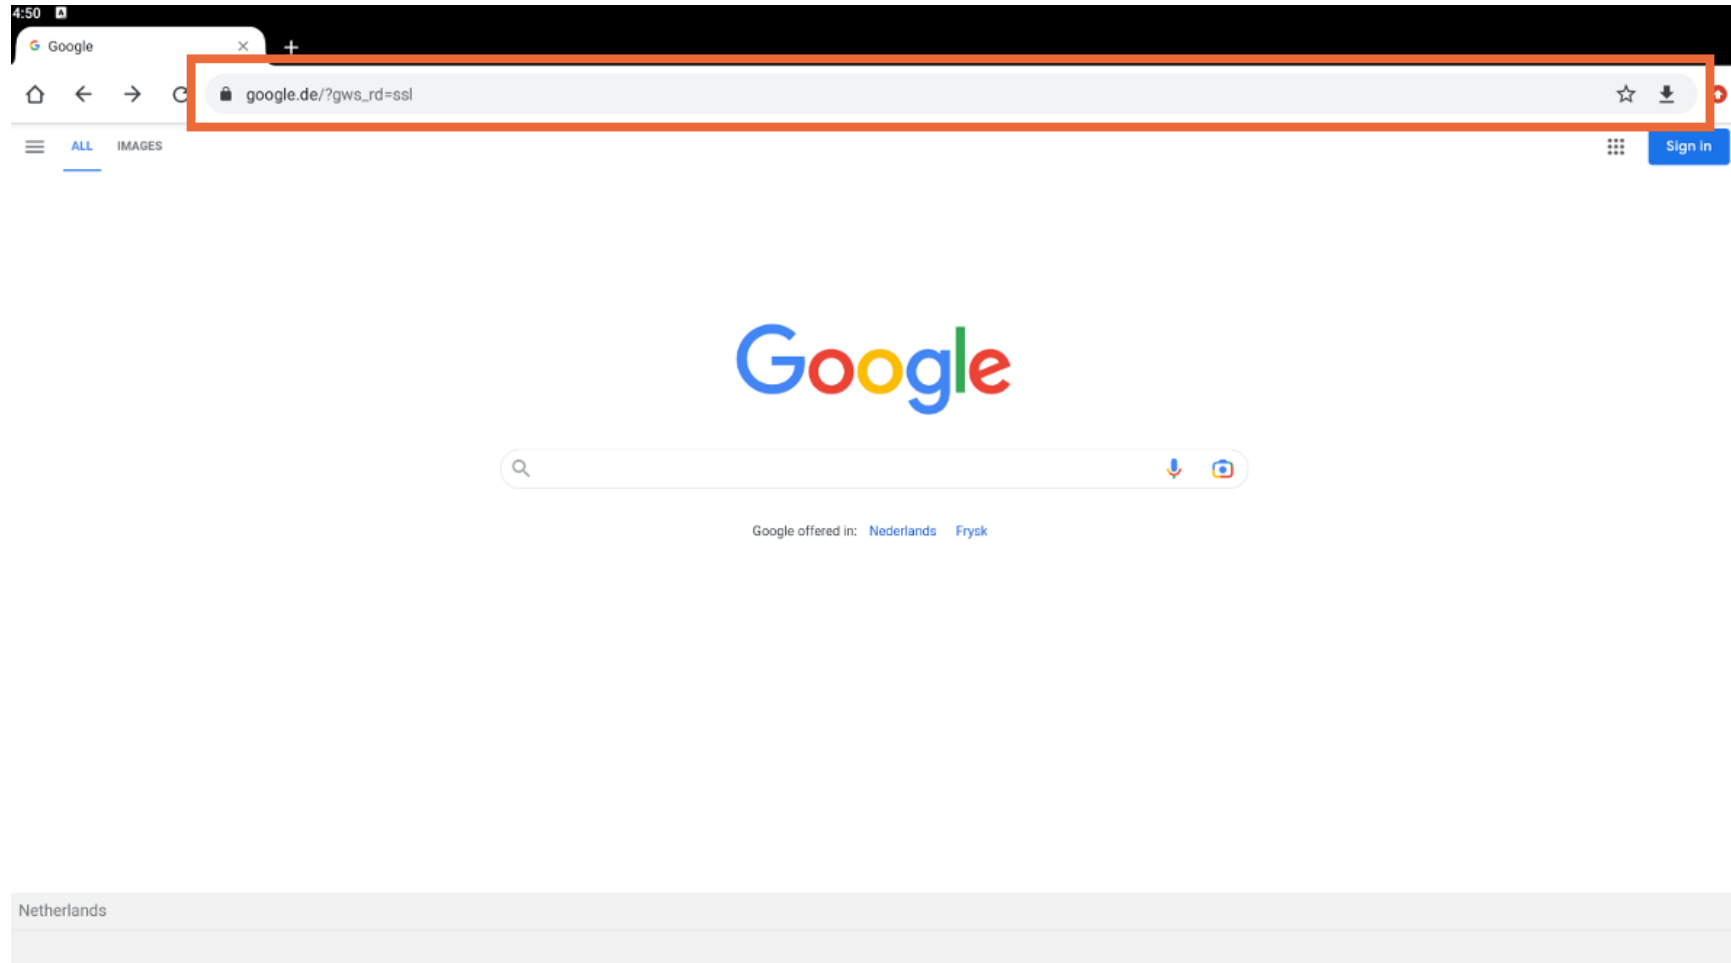 4:50
Google
google.de/?gws_rd=ssl
ALL IMAGES
Sign in
Google
Google offered in: Nederlands Frysk
Netherlands